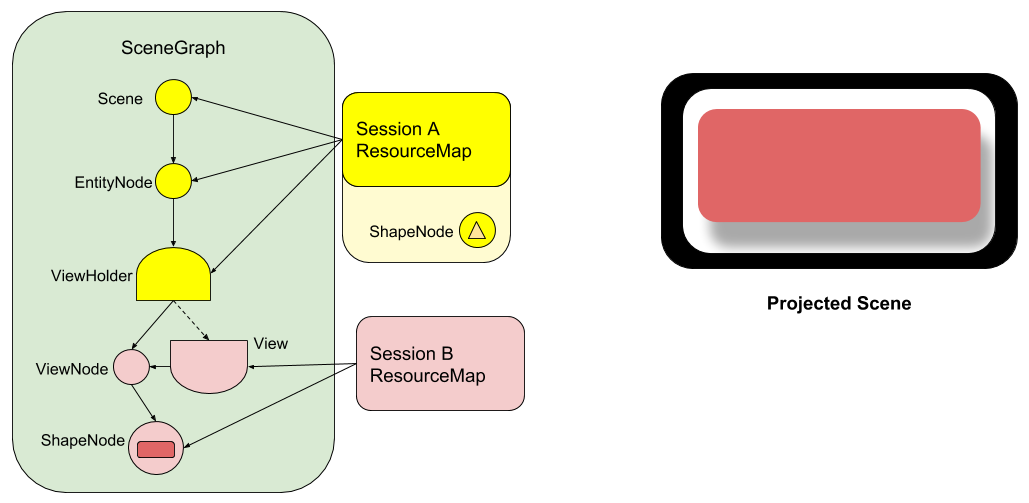 SceneGraph
Scene
EntityNode
ViewHolder
View
ViewNode
ShapeNode
Session A
ResourceMap
ShapeNode
Session B
ResourceMap
Projected Scene